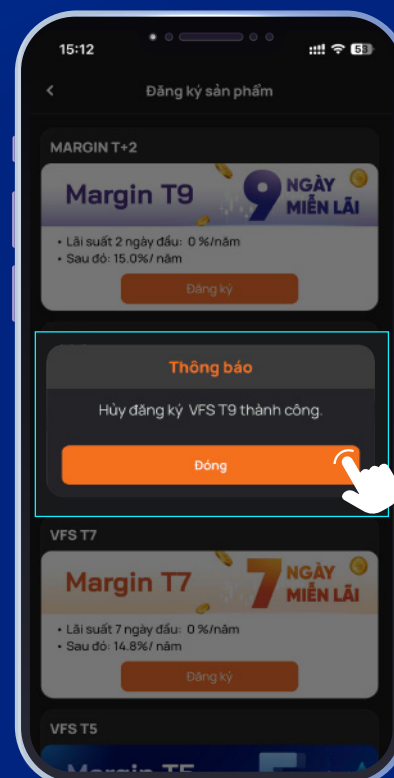 15:12
53
Đăng ký sản phẩm
MARGIN T+2
Margin T9
9 NGÀY
MIỄN LÃI
• Lãi suất 2 ngày đầu: 0 %/năm
• Sau đó: 15.0%/ năm
Đăng ký
Thông báo
Hủy đăng ký VFS T9 thành công.
Đóng
VFS T7
Margin T7
7 NGÀY
MIỄN LÃI
• Lãi suất 7 ngày đầu: 0 %/năm
• Sau đó: 14.8%/ năm
Đăng ký
VFS T5
Margin T5